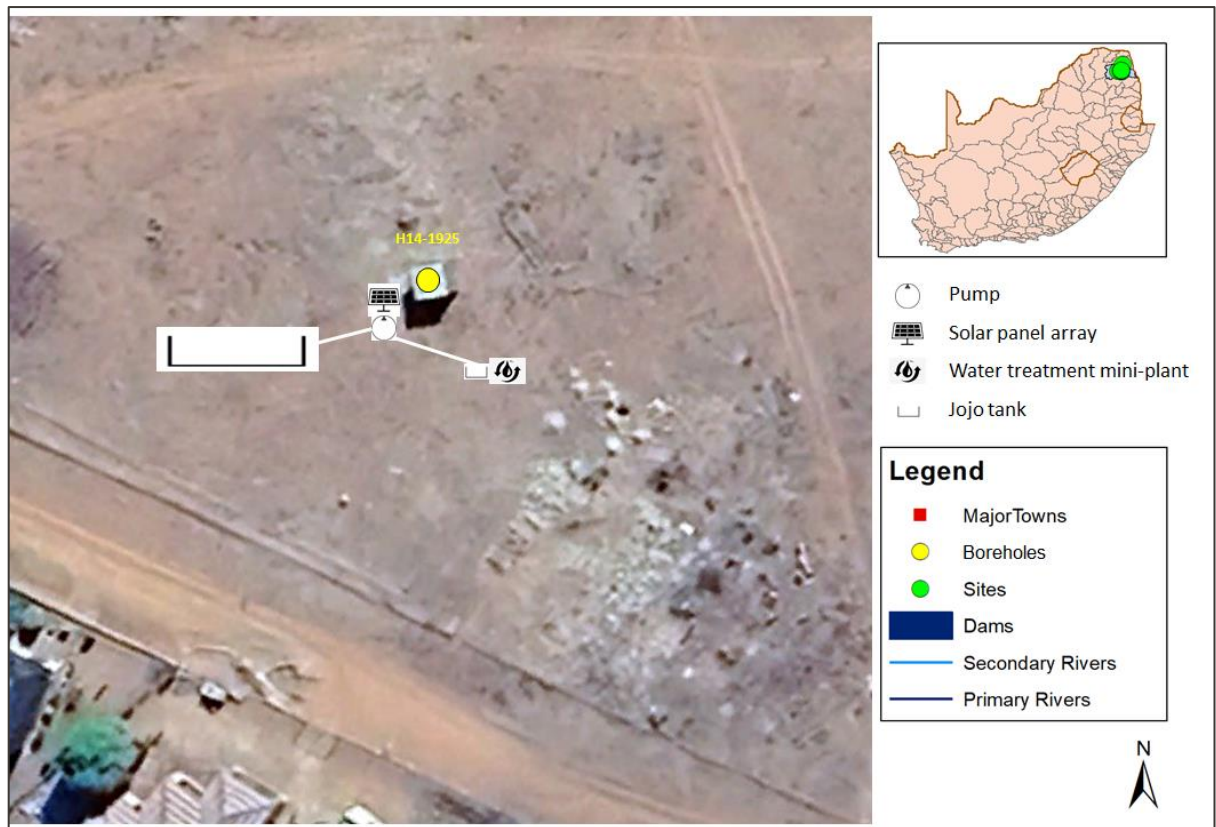 H14-1925
Pump
Solar panel array
Water treatment mini-plant
Jojo tank
Legend
MajorTowns
Boreholes
Sites
Dams
Secondary Rivers
Primary Rivers
N